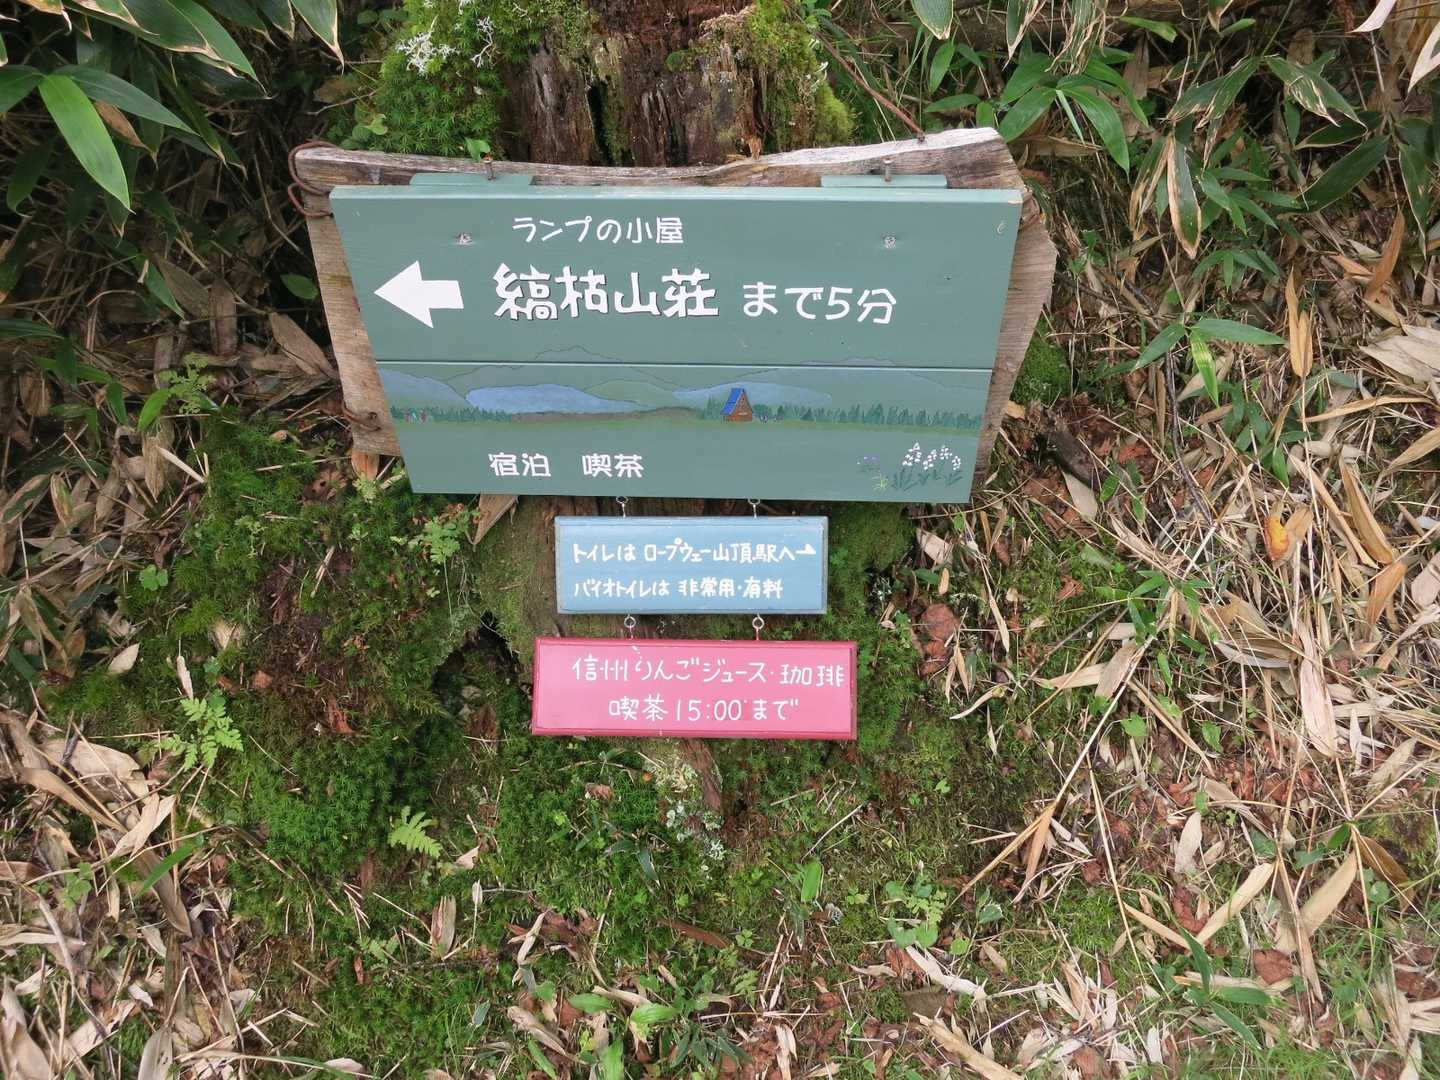 ランプの小屋
縞枯山荘 まで5分
宿泊 喫茶
トイレは ロープウェー山頂駅へ→
バイオトイレは 非常用・有料
信州りんごジュース・珈琲
喫茶15:00まで